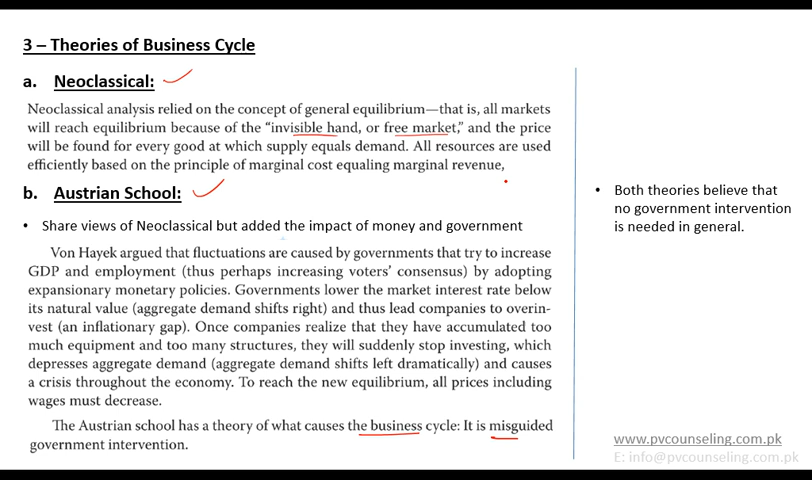 3 – Theories of Business Cycle
a. Neoclassical:
Neoclassical analysis relied on the concept of general equilibrium—that is, all markets
will reach equilibrium because of the “invisible hand, or free market,” and the price
will be found for every good at which supply equals demand. All resources are used
efficiently based on the principle of marginal cost equaling marginal revenue,
b. Austrian School:
• Share views of Neoclassical but added the impact of money and government
Von Hayek argued that fluctuations are caused by governments that try to increase
GDP and employment (thus perhaps increasing voters’ consensus) by adopting
expansionary monetary policies. Governments lower the market interest rate below
its natural value (aggregate demand shifts right) and thus lead companies to overin-
vest (an inflationary gap). Once companies realize that they have accumulated too
much equipment and too many structures, they will suddenly stop investing, which
depresses aggregate demand (aggregate demand shifts left dramatically) and causes
a crisis throughout the economy. To reach the new equilibrium, all prices including
wages must decrease.
The Austrian school has a theory of what causes the business cycle: It is misguided
government intervention.
• Both theories believe that
no government intervention
is needed in general.
www.pvcounseling.com.pk
E: info@pvcounseling.com.pk